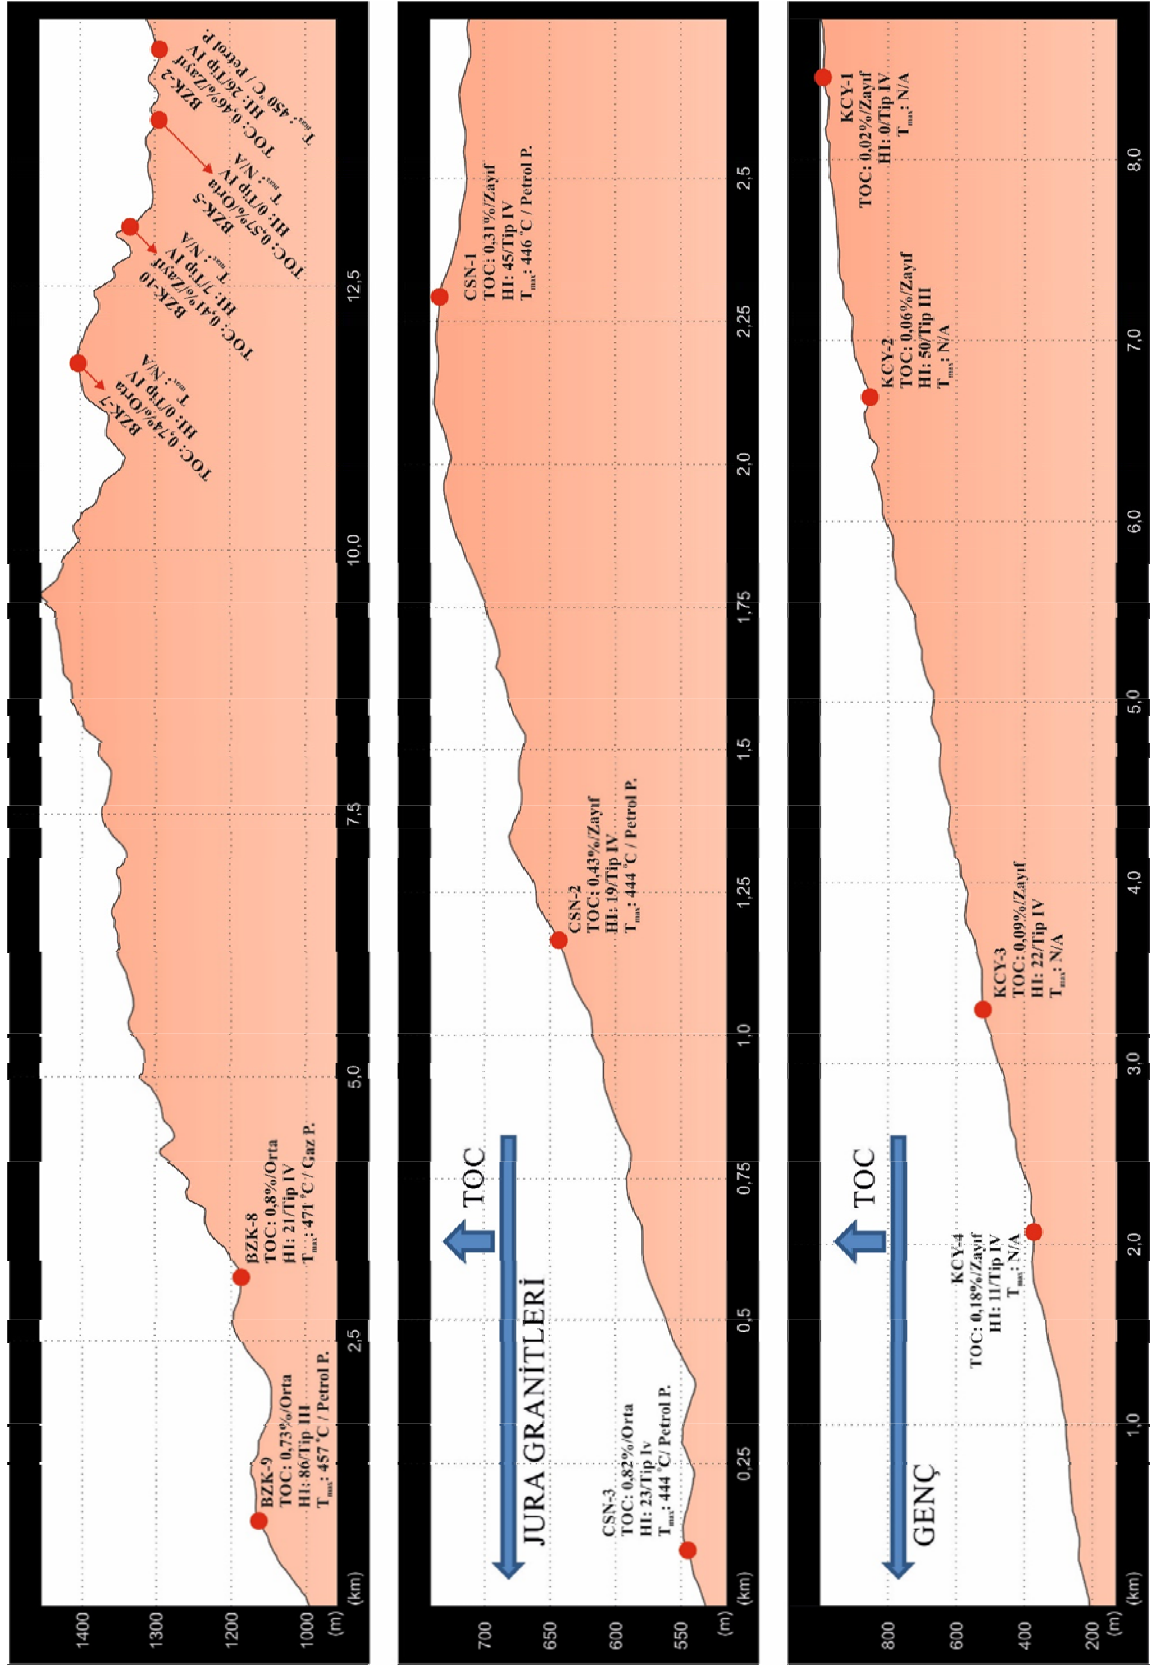 1400
1300
1200
1000
(m)
(km)
2,5
5,0
7,5
10,0
12,5
BZK-9
TOC: 0,73%/Orta
HI: 86/Tip III
Tmax: 457 °C / Petrol P.
BZK-8
TOC: 0,8%/Orta
HI: 21/Tip IV
Tmax: 471 °C / Gaz P.
BZK-7
TOC: 0,74%/Orta
HI: 0/Tip IV
Tmax: N/A
BZK-10
TOC: 0,41%/Zayıf
HI: 7/Tip IV
Tmax: N/A
BZK-5
TOC: 0,57%/Orta
HI: 0/Tip IV
Tmax: N/A
BZK-2
TOC: 0,46%/Zayıf
HI: 26/Tip IV
Tmax: 450 °C / Petrol P.
700
650
600
550
(m)
(km)
0,25
0,5
0,75
1,0
1,25
1,5
1,75
2,0
2,25
2,5
CSN-3
TOC: 0,82%/Orta
HI: 23/Tip Iv
Tmax: 444 °C/ Petrol P.
JURA GRANİTLERİ
TOC
CSN-2
TOC: 0,43%/Zayıf
HI: 19/Tip IV
Tmax: 444 °C / Petrol P.
CSN-1
TOC: 0,31%/Zayıf
HI: 45/Tip IV
Tmax: 446 °C / Petrol P.
800
600
400
200
(m)
(km)
1,0
2,0
3,0
4,0
5,0
6,0
7,0
8,0
GENÇ
TOC
KCY-4
TOC: 0,18%/Zayıf
HI: 11/Tip IV
Tmax: N/A
KCY-3
TOC: 0,09%/Zayıf
HI: 22/Tip IV
Tmax: N/A
KCY-2
TOC: 0,06%/Zayıf
HI: 50/Tip III
Tmax: N/A
KCY-1
TOC: 0,02%/Zayıf
HI: 0/Tip IV
Tmax: N/A